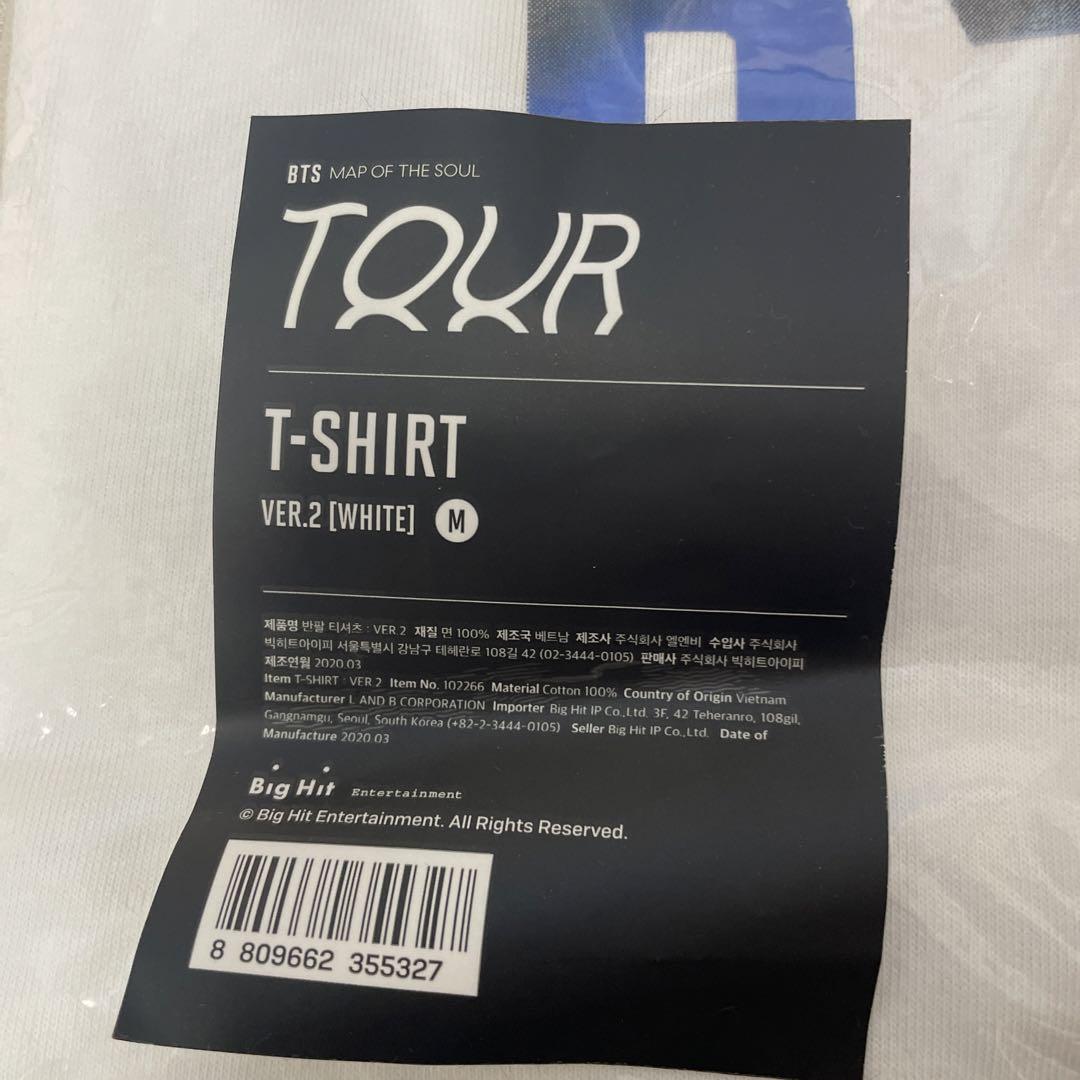 BTS MAP OF THE SOUL
TOUR
T-SHIRT
VER.2 [WHITE] M
제품명 반팔 티셔츠 : VER.2 재질 면 100% 제조국 베트남 제조사 주식회사 엘엔비 수입사 주식회사
빅히트아이피 서울특별시 강남구 테헤란로 108길 42 (02-3444-0105) 판매사 주식회사 빅히트아이피
제조연월 2020.03
Item T-SHIRT : VER.2 Item No. 102266 Material Cotton 100% Country of Origin Vietnam
Manufacturer L AND B CORPORATION Importer Big Hit IP Co.,Ltd. 3F, 42 Teheranro, 108gil,
Gangnamgu, Seoul, South Korea (+82-2-3444-0105) Seller Big Hit IP Co.,Ltd. Date of
Manufacture 2020.03
Big Hit Entertainment
© Big Hit Entertainment. All Rights Reserved.
8 809662 355327